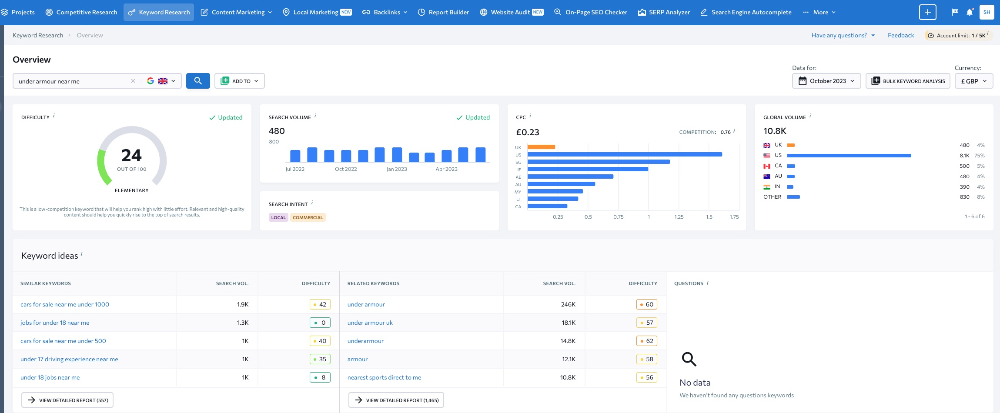 Projects Competitive Research Keyword Research Content Marketing Local Marketing NEW Backlinks Report Builder Website Audit NEW On-Page SEO Checker SERP Analyzer Search Engine Autocomplete ··· More SH
Keyword Research > Overview Have any questions? Feedback Account limit: 1 / 5K i
Overview
Data for: Currency:
under armour near me ADD TO October 2023 BULK KEYWORD ANALYSIS £ GBP
DIFFICULTY i Updated
24
OUT OF 100
ELEMENTARY
This is a low-competition keyword that will help you rank high with little effort. Relevant and high-quality
content should help you quickly rise to the top of search results.
SEARCH VOLUME i Updated
480
800
Jul 2022 Oct 2022 Jan 2023 Apr 2023
SEARCH INTENT i
LOCAL COMMERCIAL
CPC i
£0.23 COMPETITION: 0.76 i
UK
US
SG
IE
AE
AU
MY
LT
CA
0.25 0.5 0.75 1 1.25 1.5 1.75
GLOBAL VOLUME i
10.8K
UK 480 4%
US 8.1K 75%
CA 500 5%
AU 480 4%
IN 390 4%
OTHER 830 8%
1 - 6 of 6
Keyword ideas i
SIMILAR KEYWORDS SEARCH VOL. DIFFICULTY
cars for sale near me under 1000 1.9K 42
jobs for under 18 near me 1.3K 0
cars for sale near me under 500 1K 40
under 17 driving experience near me 1K 35
under 18 jobs near me 1K 8
VIEW DETAILED REPORT (557)
RELATED KEYWORDS SEARCH VOL. DIFFICULTY
under armour 246K 60
under armour uk 18.1K 57
underarmour 14.8K 62
armour 12.1K 58
nearest sports direct to me 10.8K 56
VIEW DETAILED REPORT (1,465)
QUESTIONS i
No data
We haven't found any questions keywords